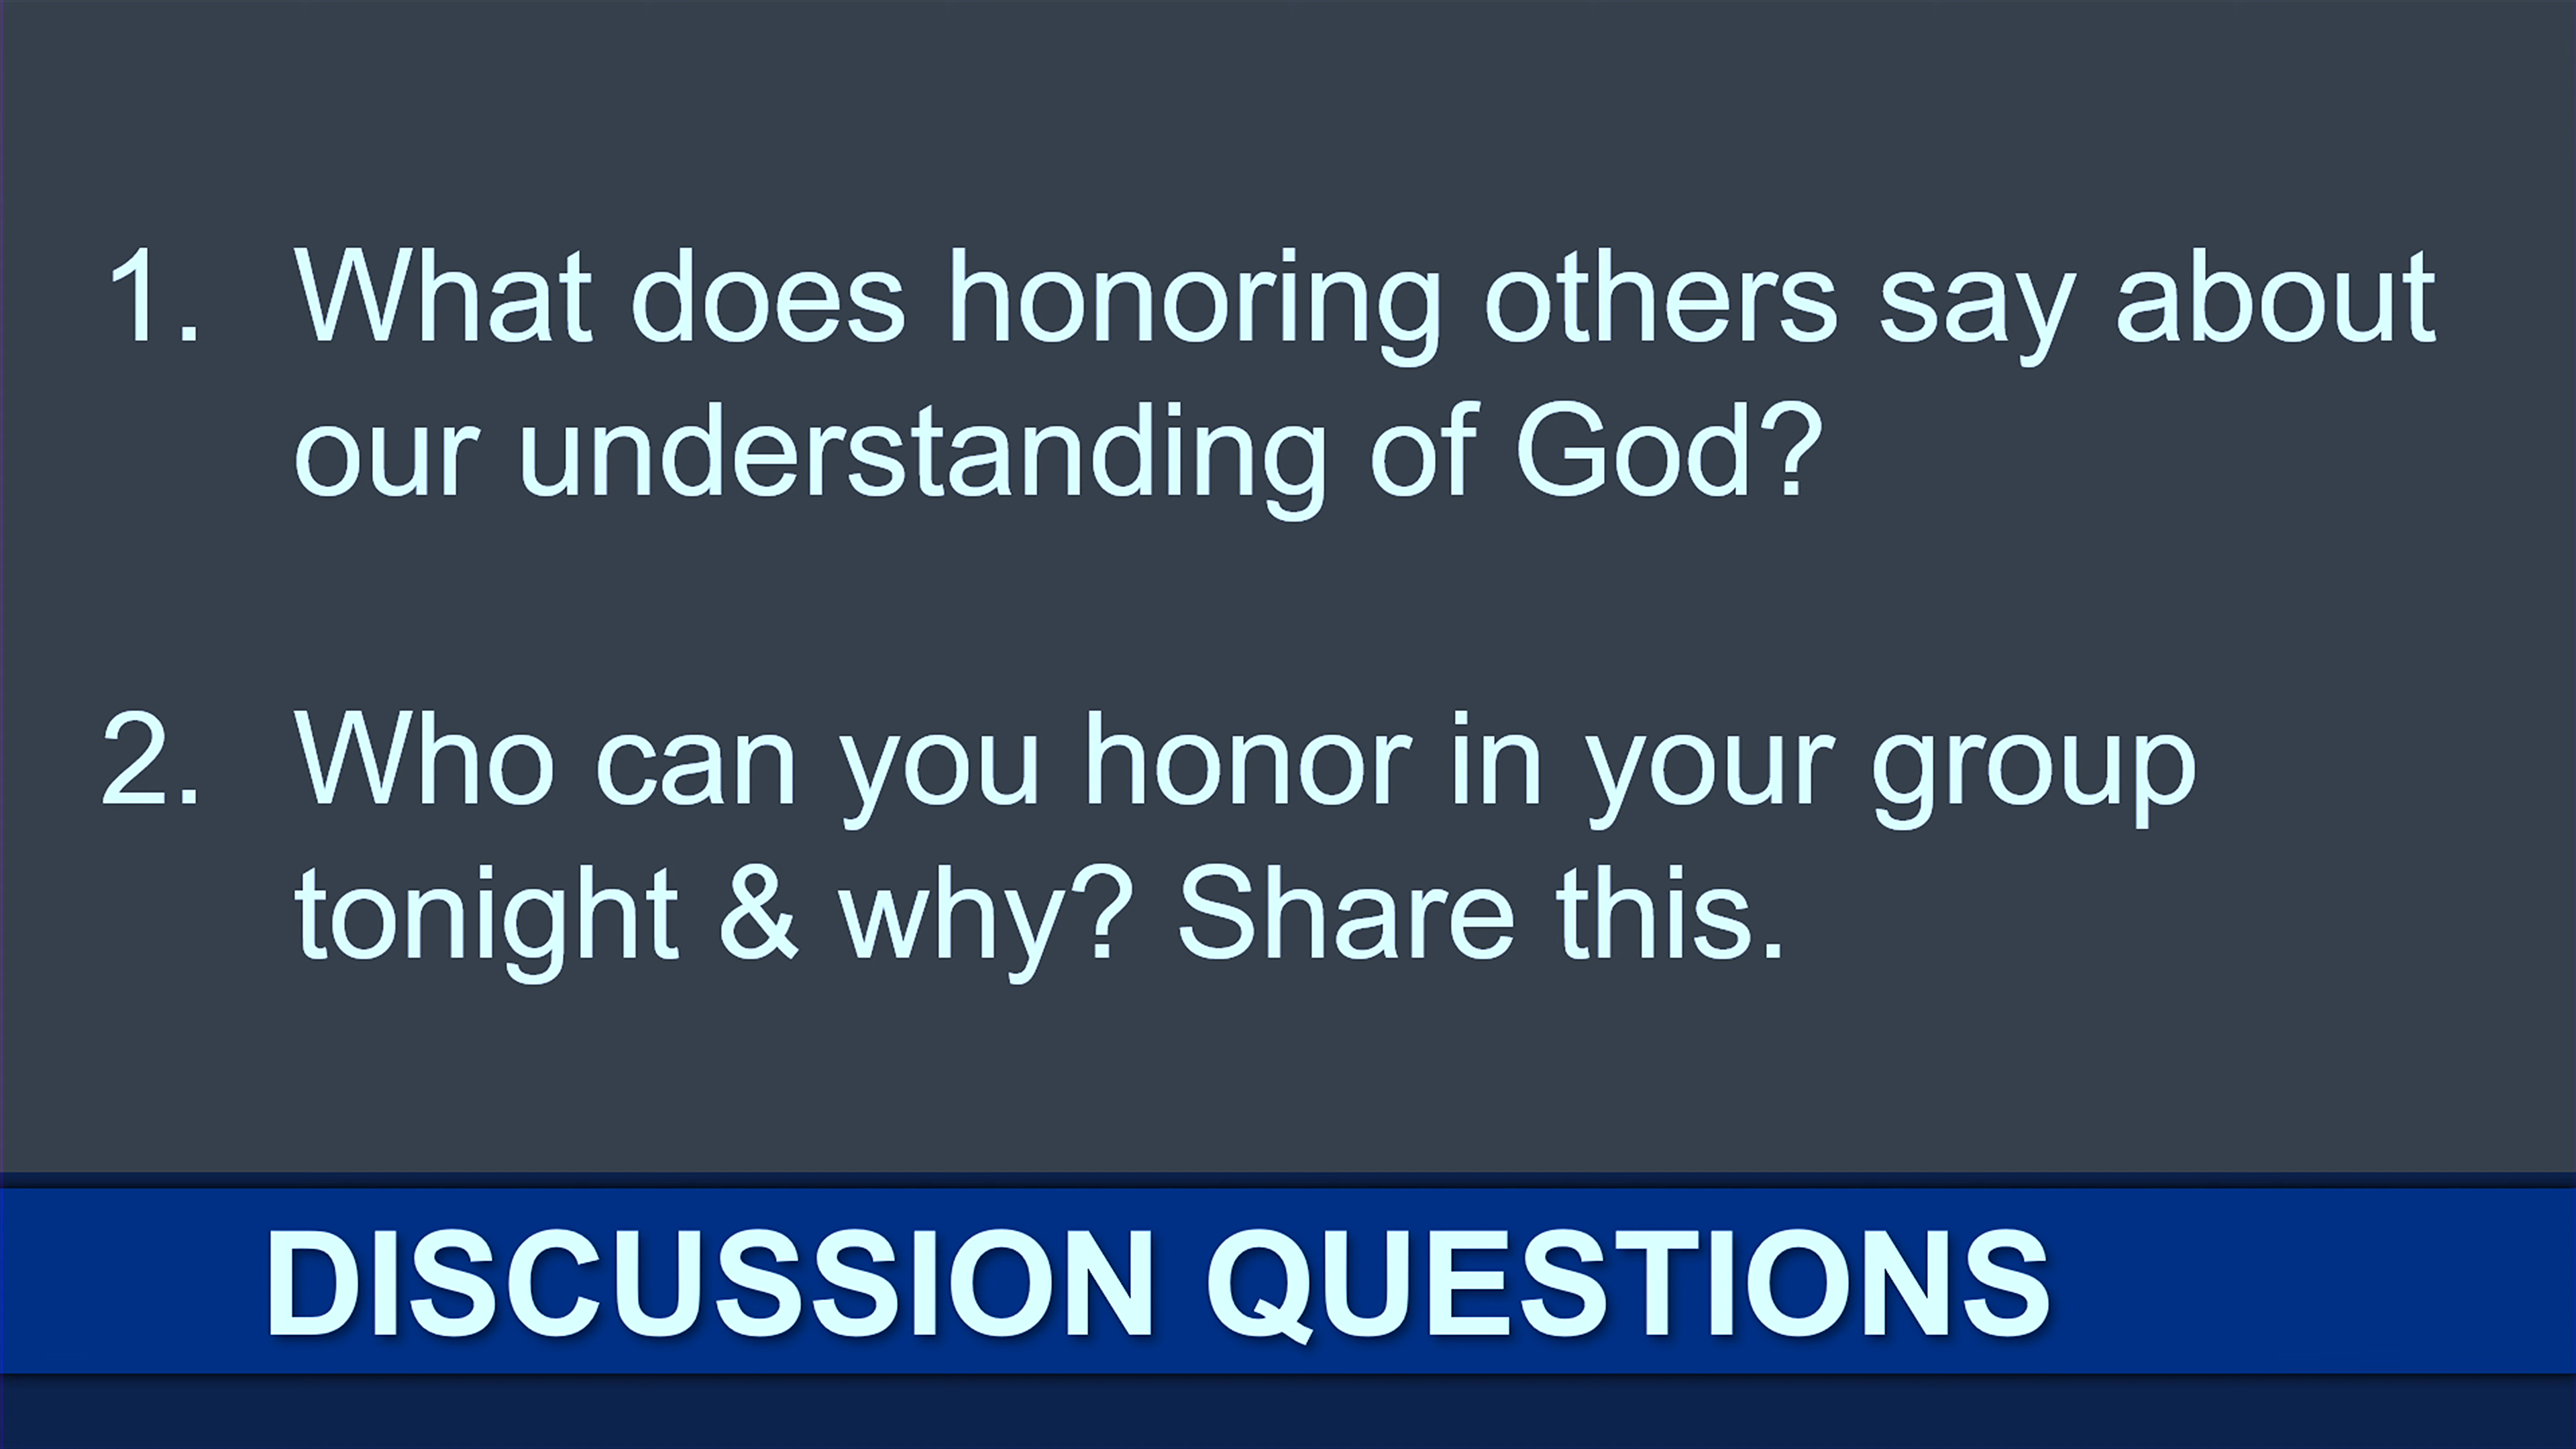 1. What does honoring others say about
our understanding of God?
2. Who can you honor in your group
tonight & why? Share this.
DISCUSSION QUESTIONS